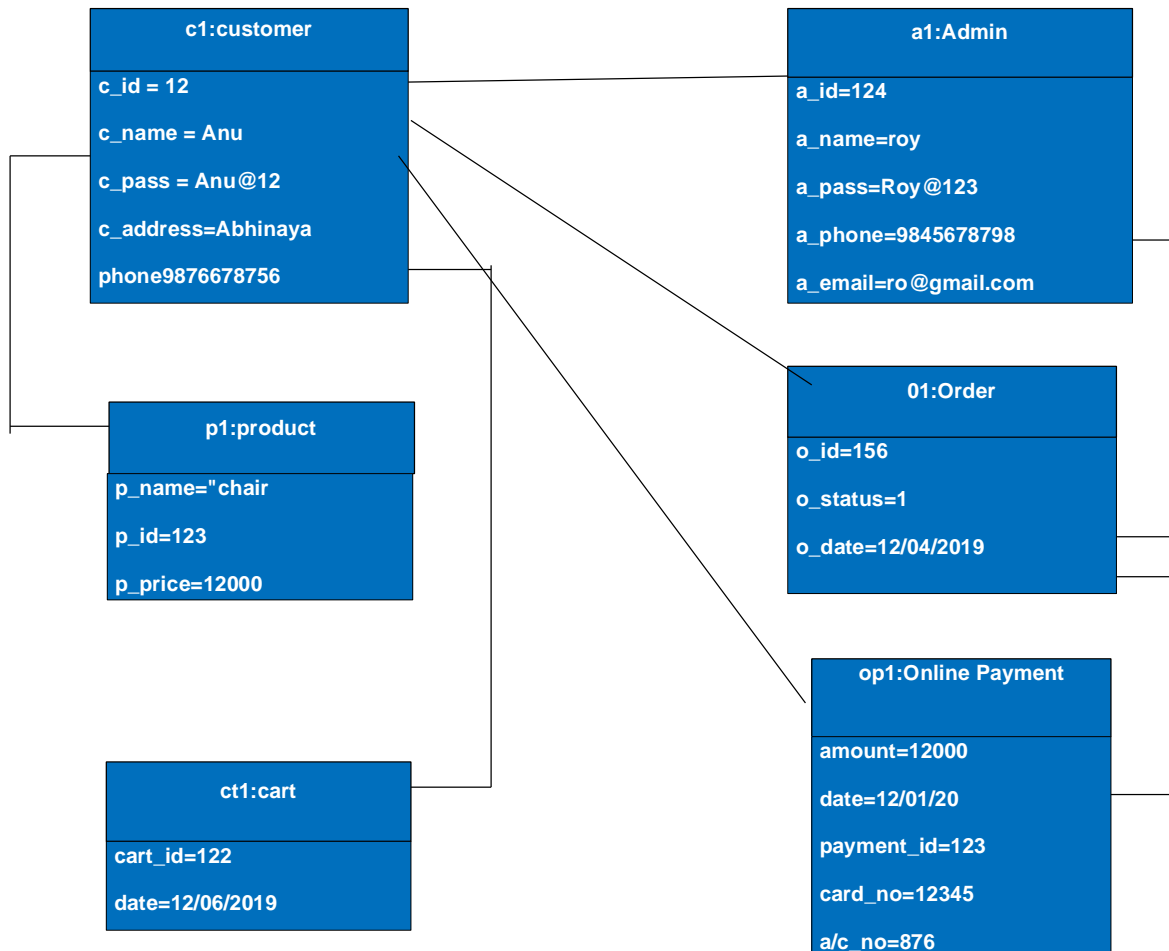 c1:customer
c_id = 12
c_name = Anu
c_pass = Anu@12
c_address=Abhinaya
phone9876678756
a1:Admin
a_id=124
a_name=roy
a_pass=Roy@123
a_phone=9845678798
a_email=ro@gmail.com
p1:product
p_name="chair
p_id=123
p_price=12000
01:Order
o_id=156
o_status=1
o_date=12/04/2019
ct1:cart
cart_id=122
date=12/06/2019
op1:Online Payment
amount=12000
date=12/01/20
payment_id=123
card_no=12345
a/c_no=876